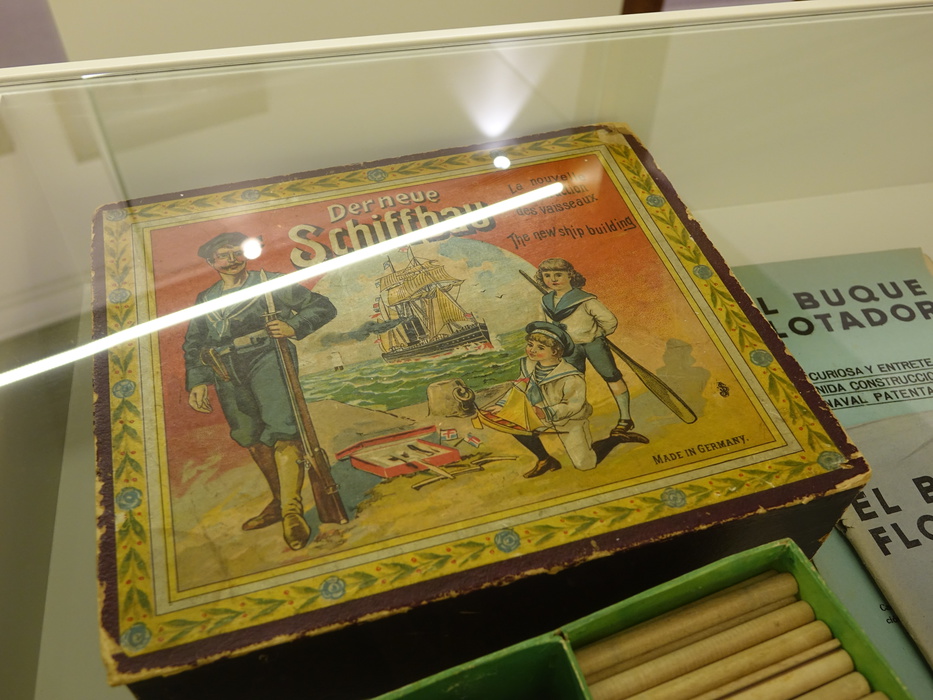 Der neue
Schiffbau
La nouvelle
des vaisseaux.
The new ship building
MADE IN GERMANY.
L BUQUE
LOTADOR
CURIOSA Y ENTRETE
NIDA CONSTRUCCIO
NAVAL PATENTA
EL B
FLO